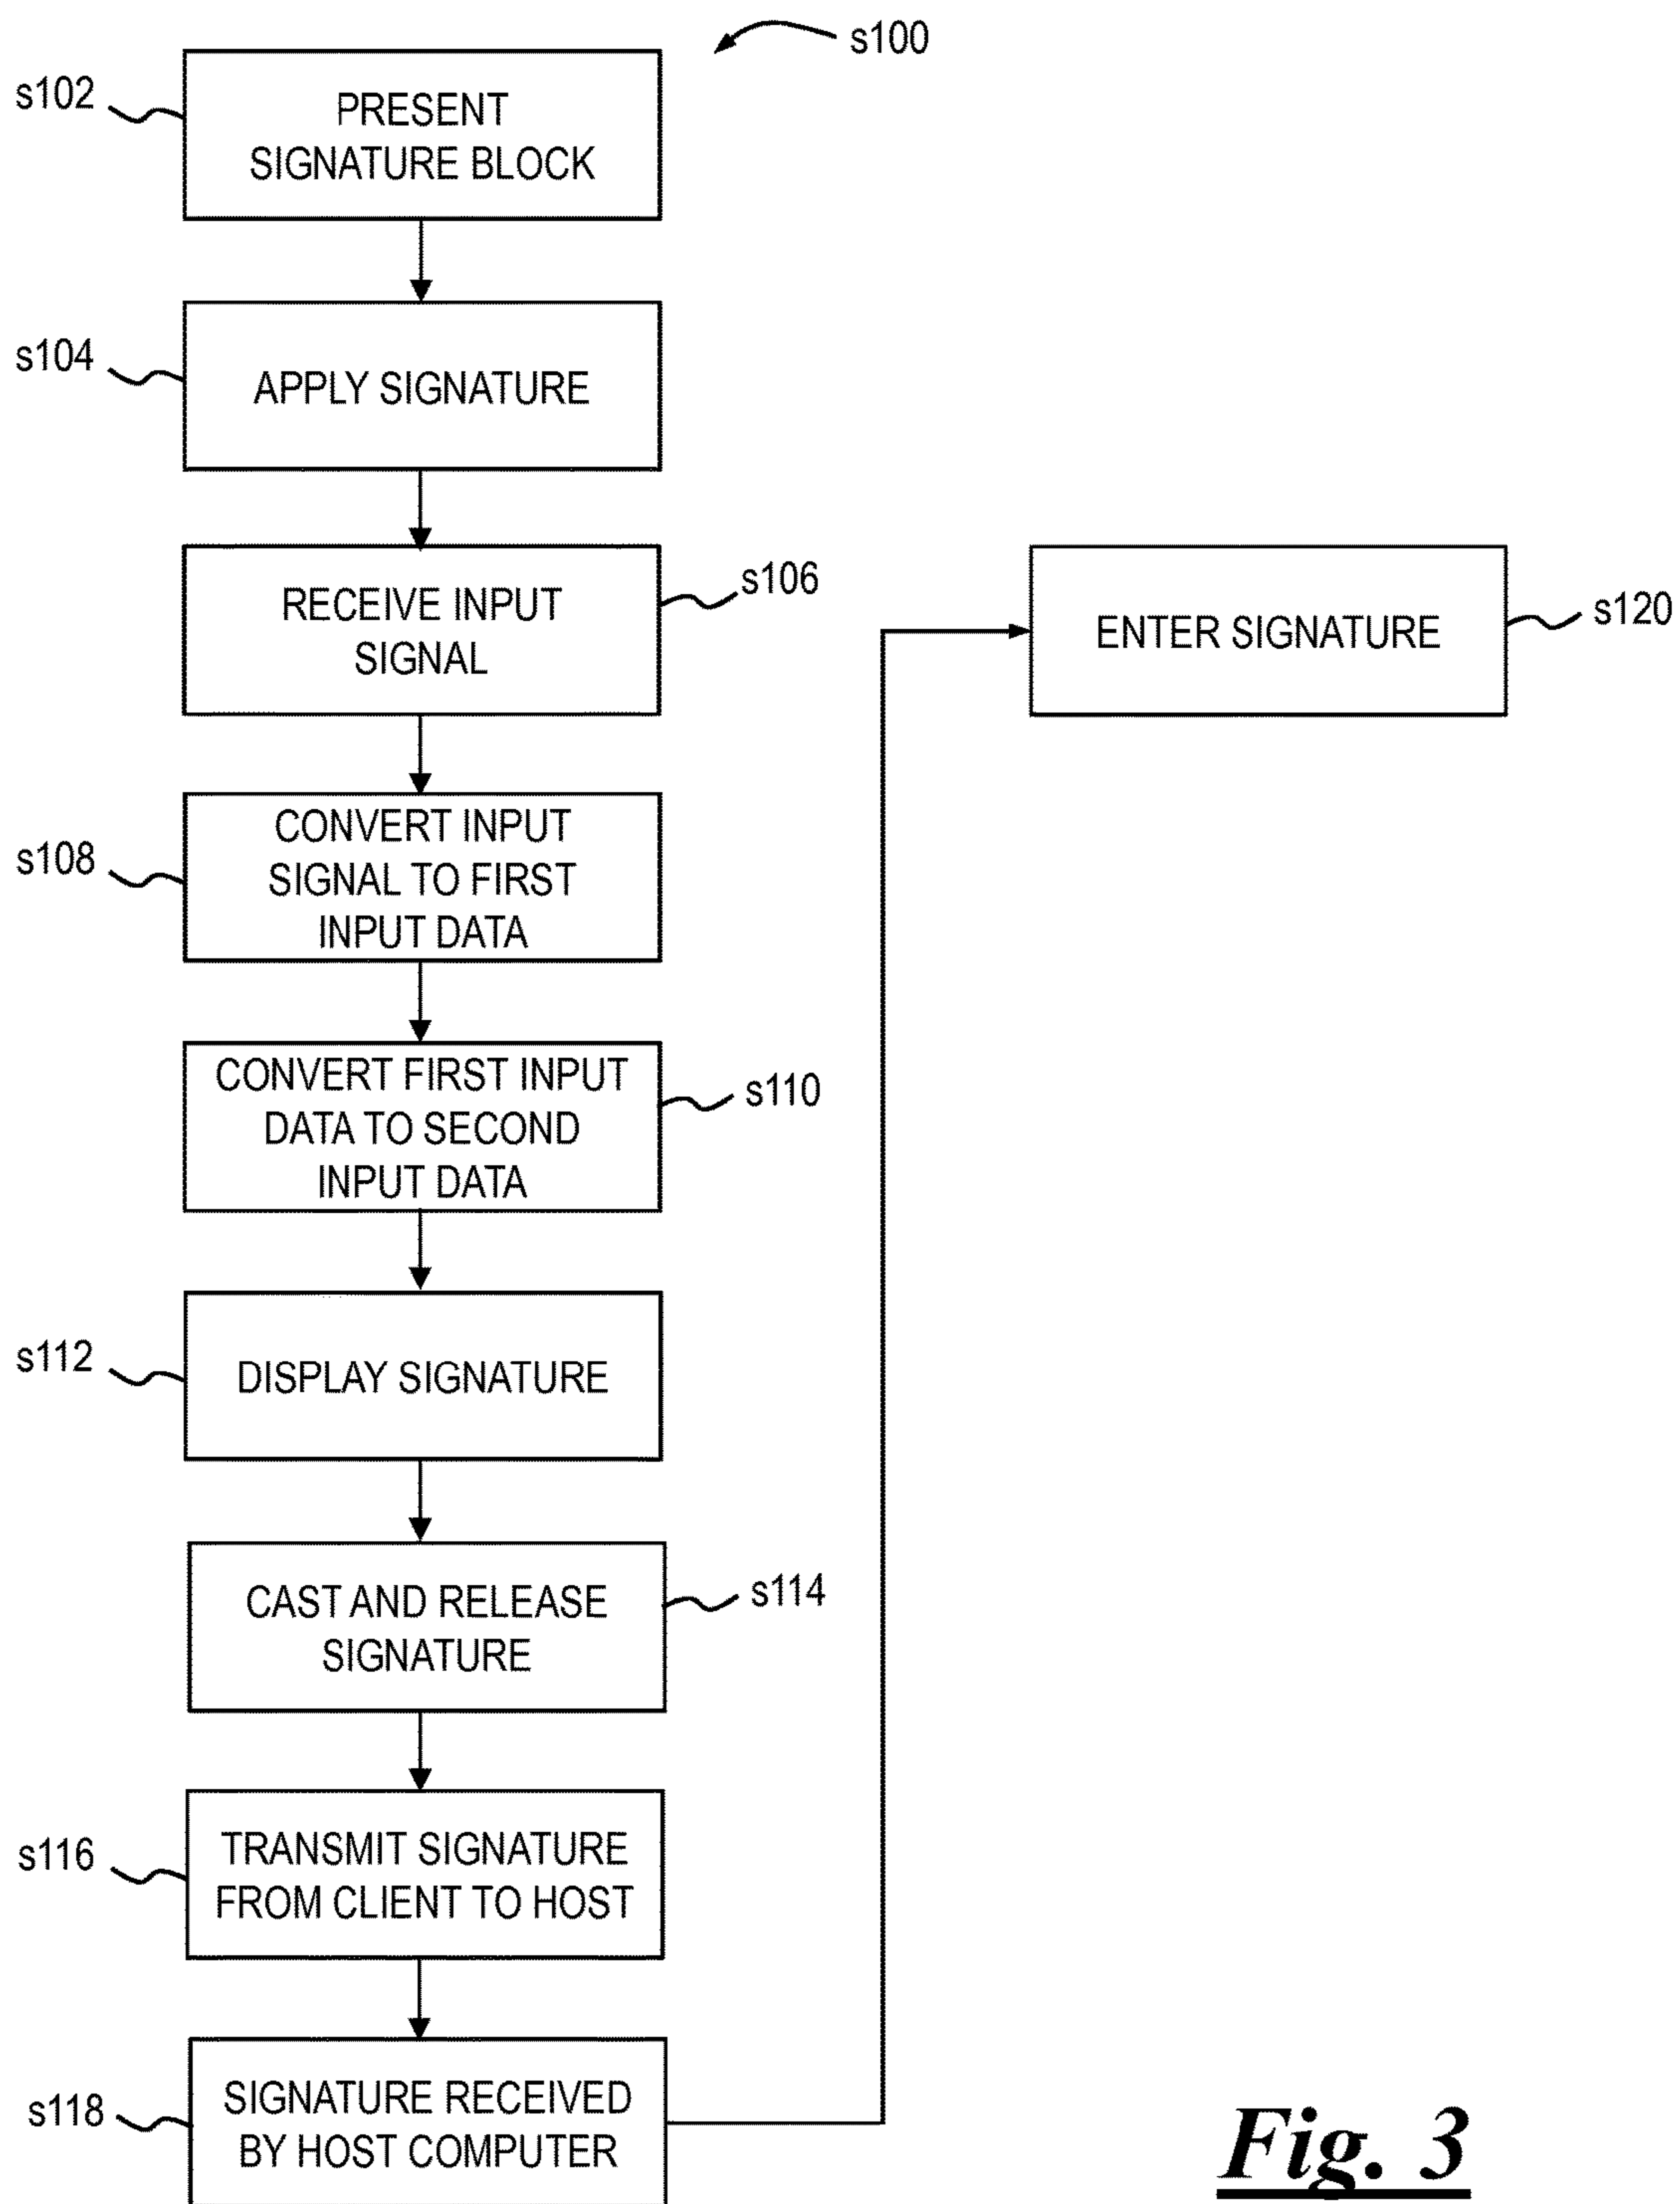 s100
s102
PRESENT
SIGNATURE BLOCK
s104
APPLY SIGNATURE
RECEIVE INPUT
SIGNAL
s106
ENTER SIGNATURE
s120
s108
CONVERT INPUT
SIGNAL TO FIRST
INPUT DATA
CONVERT FIRST INPUT
DATA TO SECOND
INPUT DATA
s110
s112
DISPLAY SIGNATURE
CAST AND RELEASE
SIGNATURE
s114
s116
TRANSMIT SIGNATURE
FROM CLIENT TO HOST
s118
SIGNATURE RECEIVED
BY HOST COMPUTER
Fig. 3